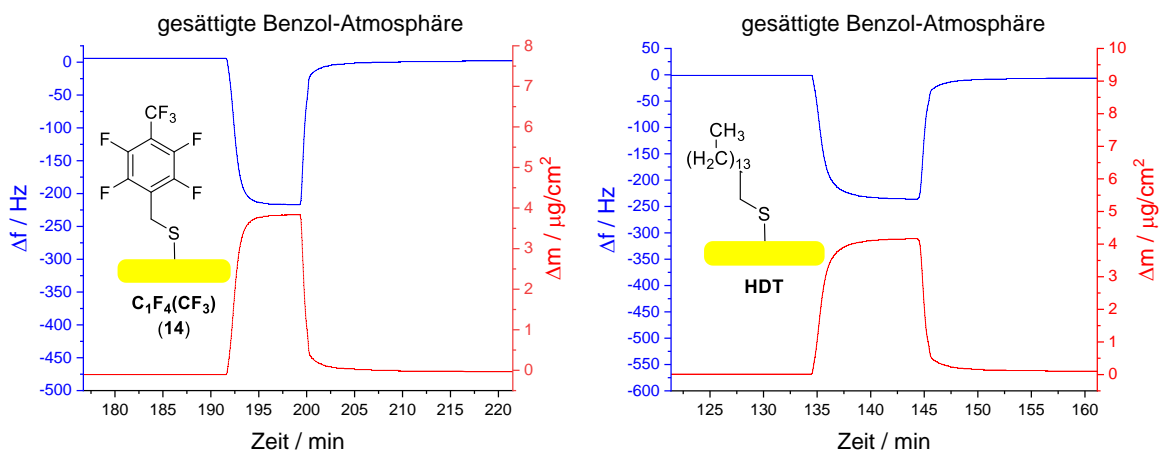 gesättigte Benzol-Atmosphäre
0
-50
-100
-150
-200
-250
-300
-350
-400
-450
-500
Δf / Hz
8
7
6
5
4
3
2
1
0
Δm / µg/cm²
180 185 190 195 200 205 210 215 220
Zeit / min
CF₃
F F
F F
S
C₁F₄(CF₃)
(14)
gesättigte Benzol-Atmosphäre
50
0
-50
-100
-150
-200
-250
-300
-350
-400
-450
-500
-550
-600
Δf / Hz
10
9
8
7
6
5
4
3
2
1
0
Δm / µg/cm²
125 130 135 140 145 150 155 160
Zeit / min
CH₃
(H₂C)₁₃
S
HDT